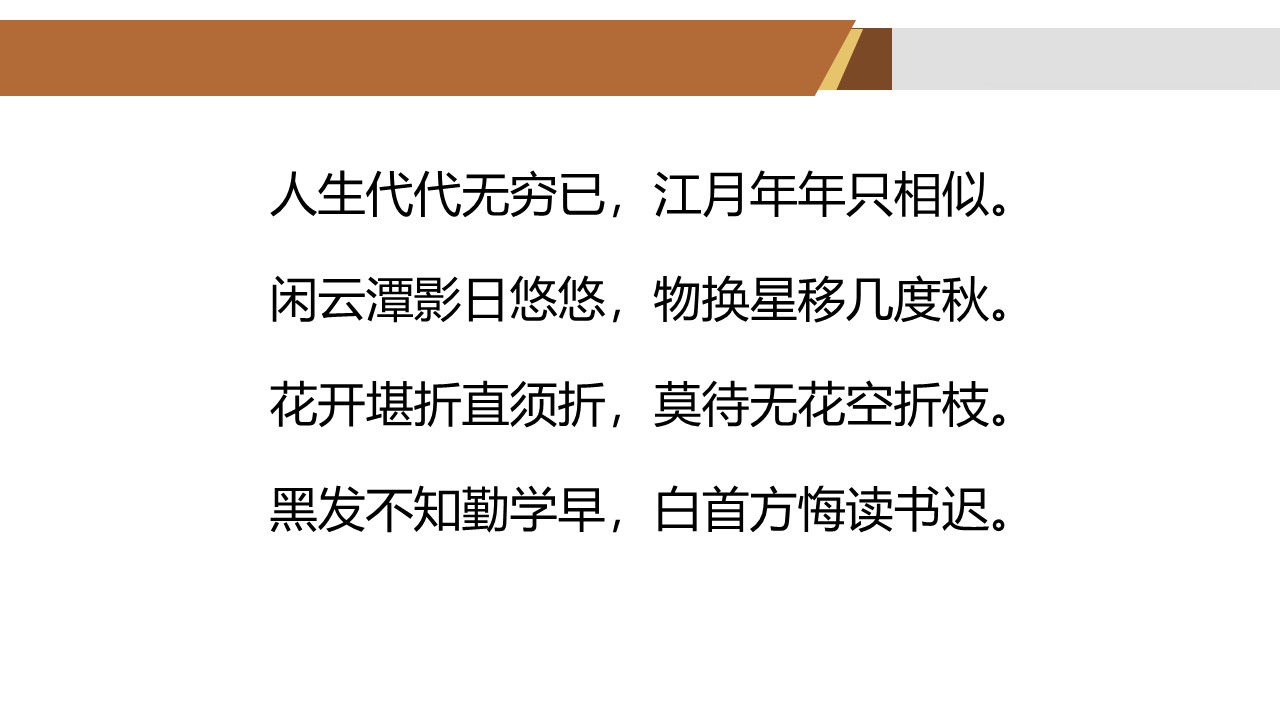 人生代代无穷已，江月年年只相似。
闲云潭影日悠悠，物换星移几度秋。
花开堪折直须折，莫待无花空折枝。
黑发不知勤学早，白首方悔读书迟。